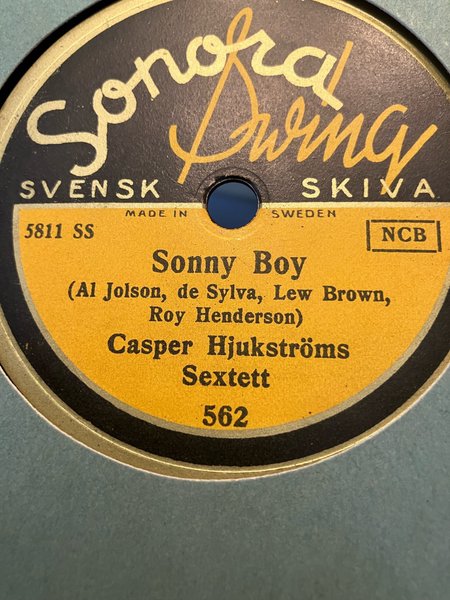 Sonora
Swing
SVENSK SKIVA
MADE IN SWEDEN
5811 SS
NCB
Sonny Boy
(Al Jolson, de Sylva, Lew Brown,
Roy Henderson)
Casper Hjukströms
Sextett
562